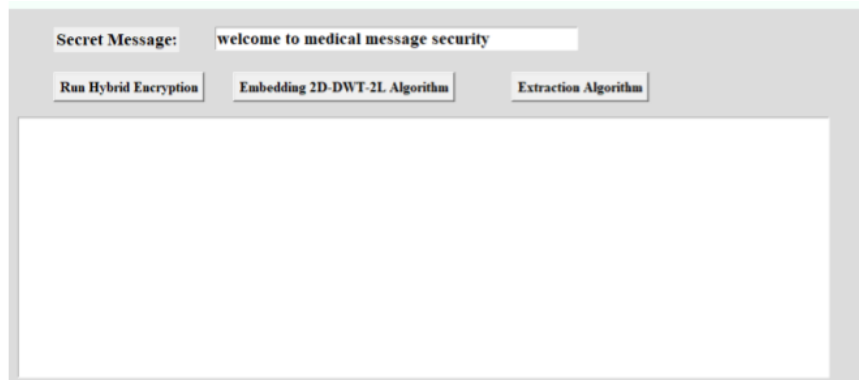 Secret Message: welcome to medical message security
Run Hybrid Encryption Embedding 2D-DWT-2L Algorithm Extraction Algorithm